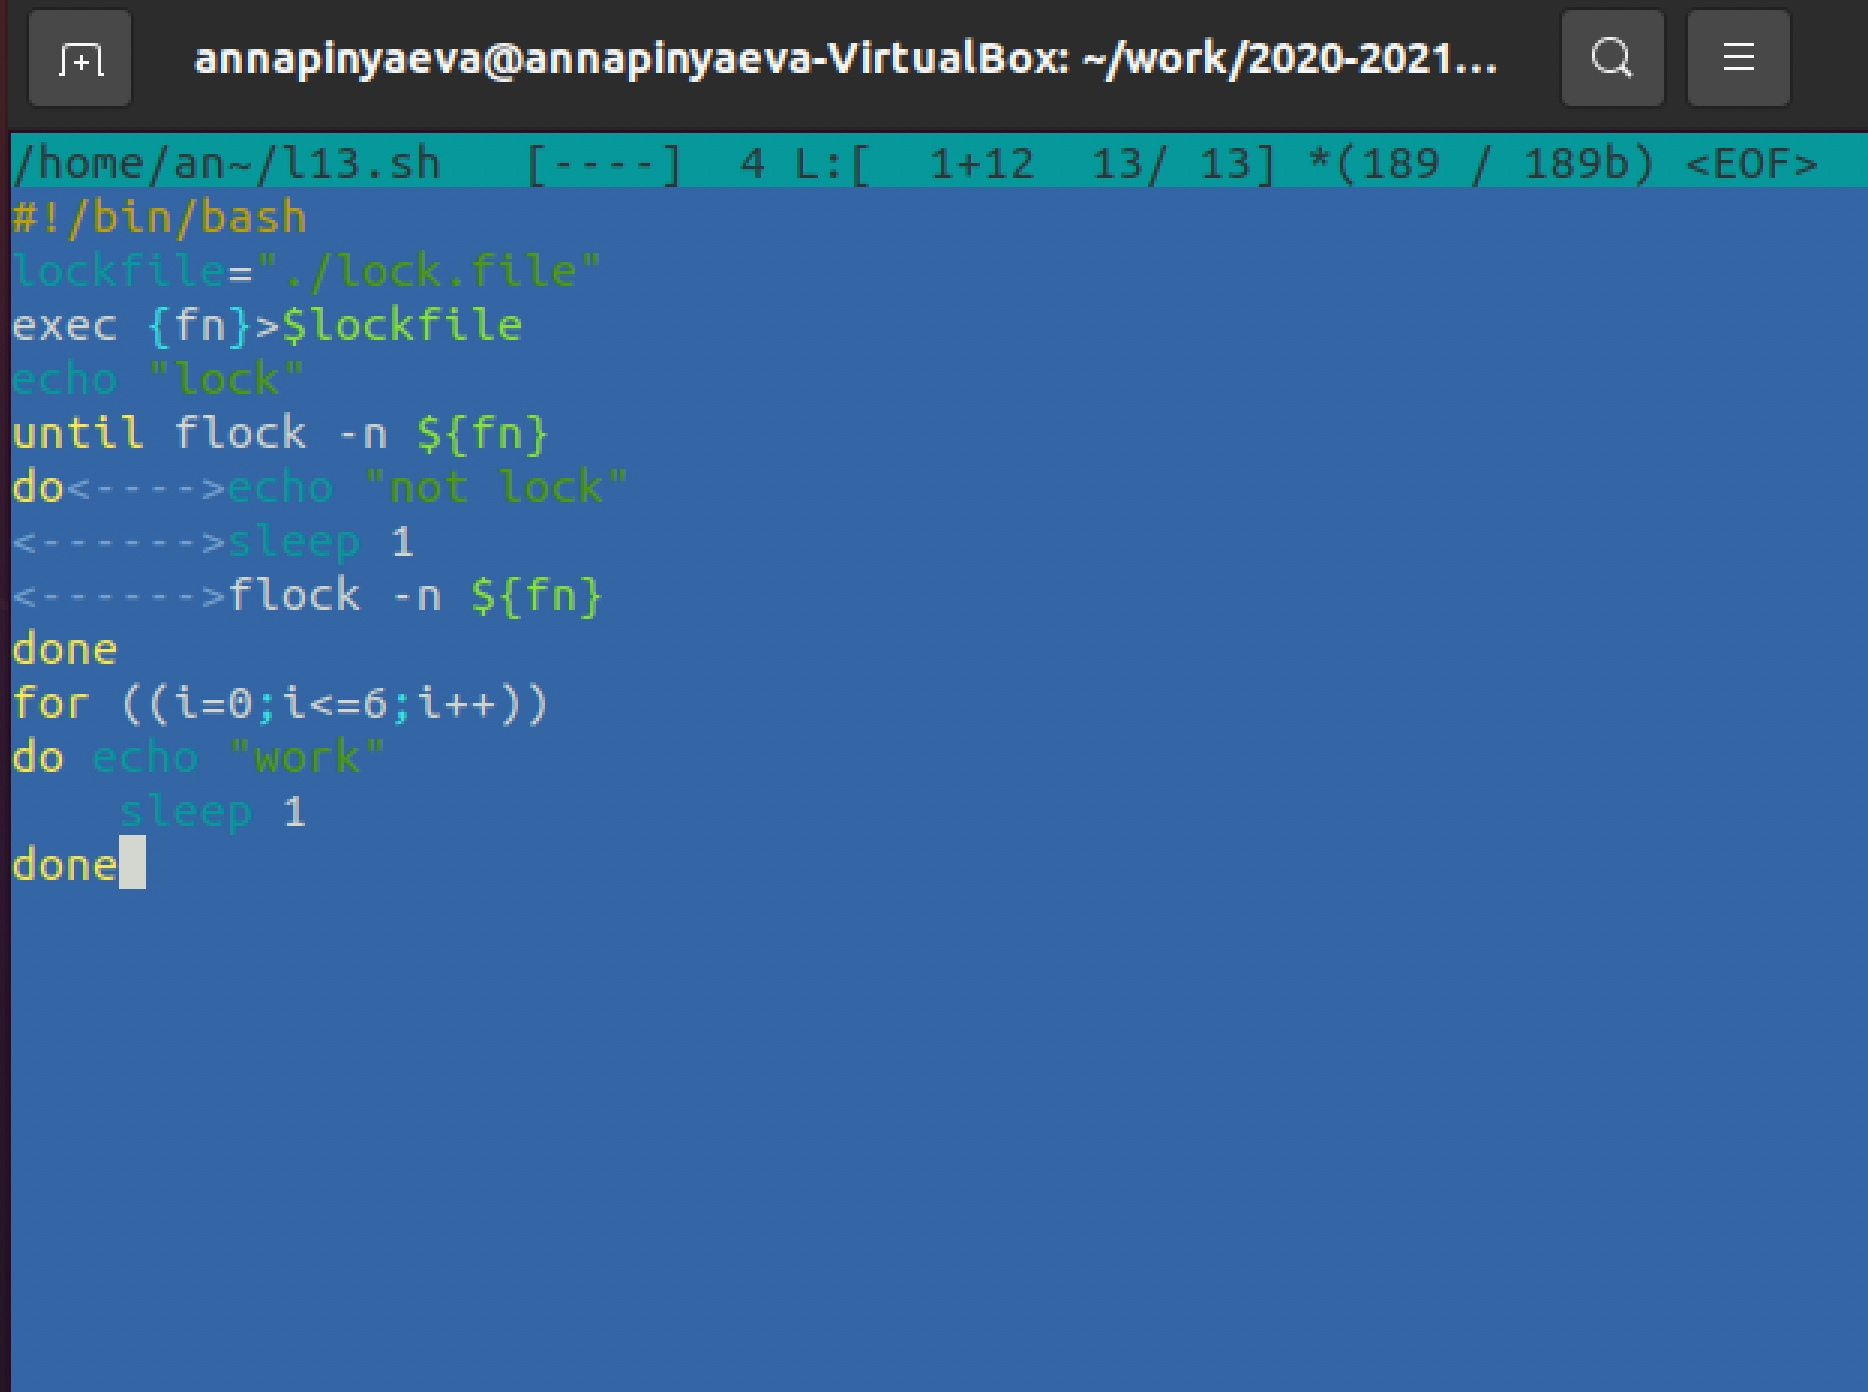 annapinyaeva@annapinyaeva-VirtualBox: ~/work/2020-2021...
/home/an~/l13.sh   [----]  4 L:[  1+12  13/ 13] *(189 / 189b) <EOF>
#!/bin/bash
lockfile="./lock.file"
exec {fn}>$lockfile
echo "lock"
until flock -n ${fn}
do<---->echo "not lock"
<------>sleep 1
<------>flock -n ${fn}
done
for ((i=0;i<=6;i++))
do echo "work"
    sleep 1
done